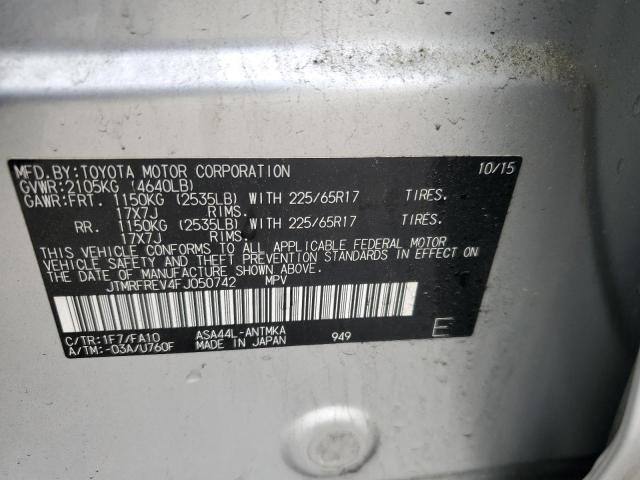 MFD.BY:TOYOTA MOTOR CORPORATION 10/15
GVWR:2105KG (4640LB)
GAWR:FRT. 1150KG (2535LB) WITH 225/65R17 TIRES.
17X7J RIMS.
RR. 1150KG (2535LB) WITH 225/65R17 TIRES.
17X7J RIMS.
THIS VEHICLE CONFORMS TO ALL APPLICABLE FEDERAL MOTOR
VEHICLE SAFETY AND THEFT PREVENTION STANDARDS IN EFFECT ON
THE DATE OF MANUFACTURE SHOWN ABOVE.
JTMRFREV4FJ050742 MPV
C/TR:1F7/FA10 ASA44L-ANTMKA
A/TM:-03A/U760F MADE IN JAPAN 949 E